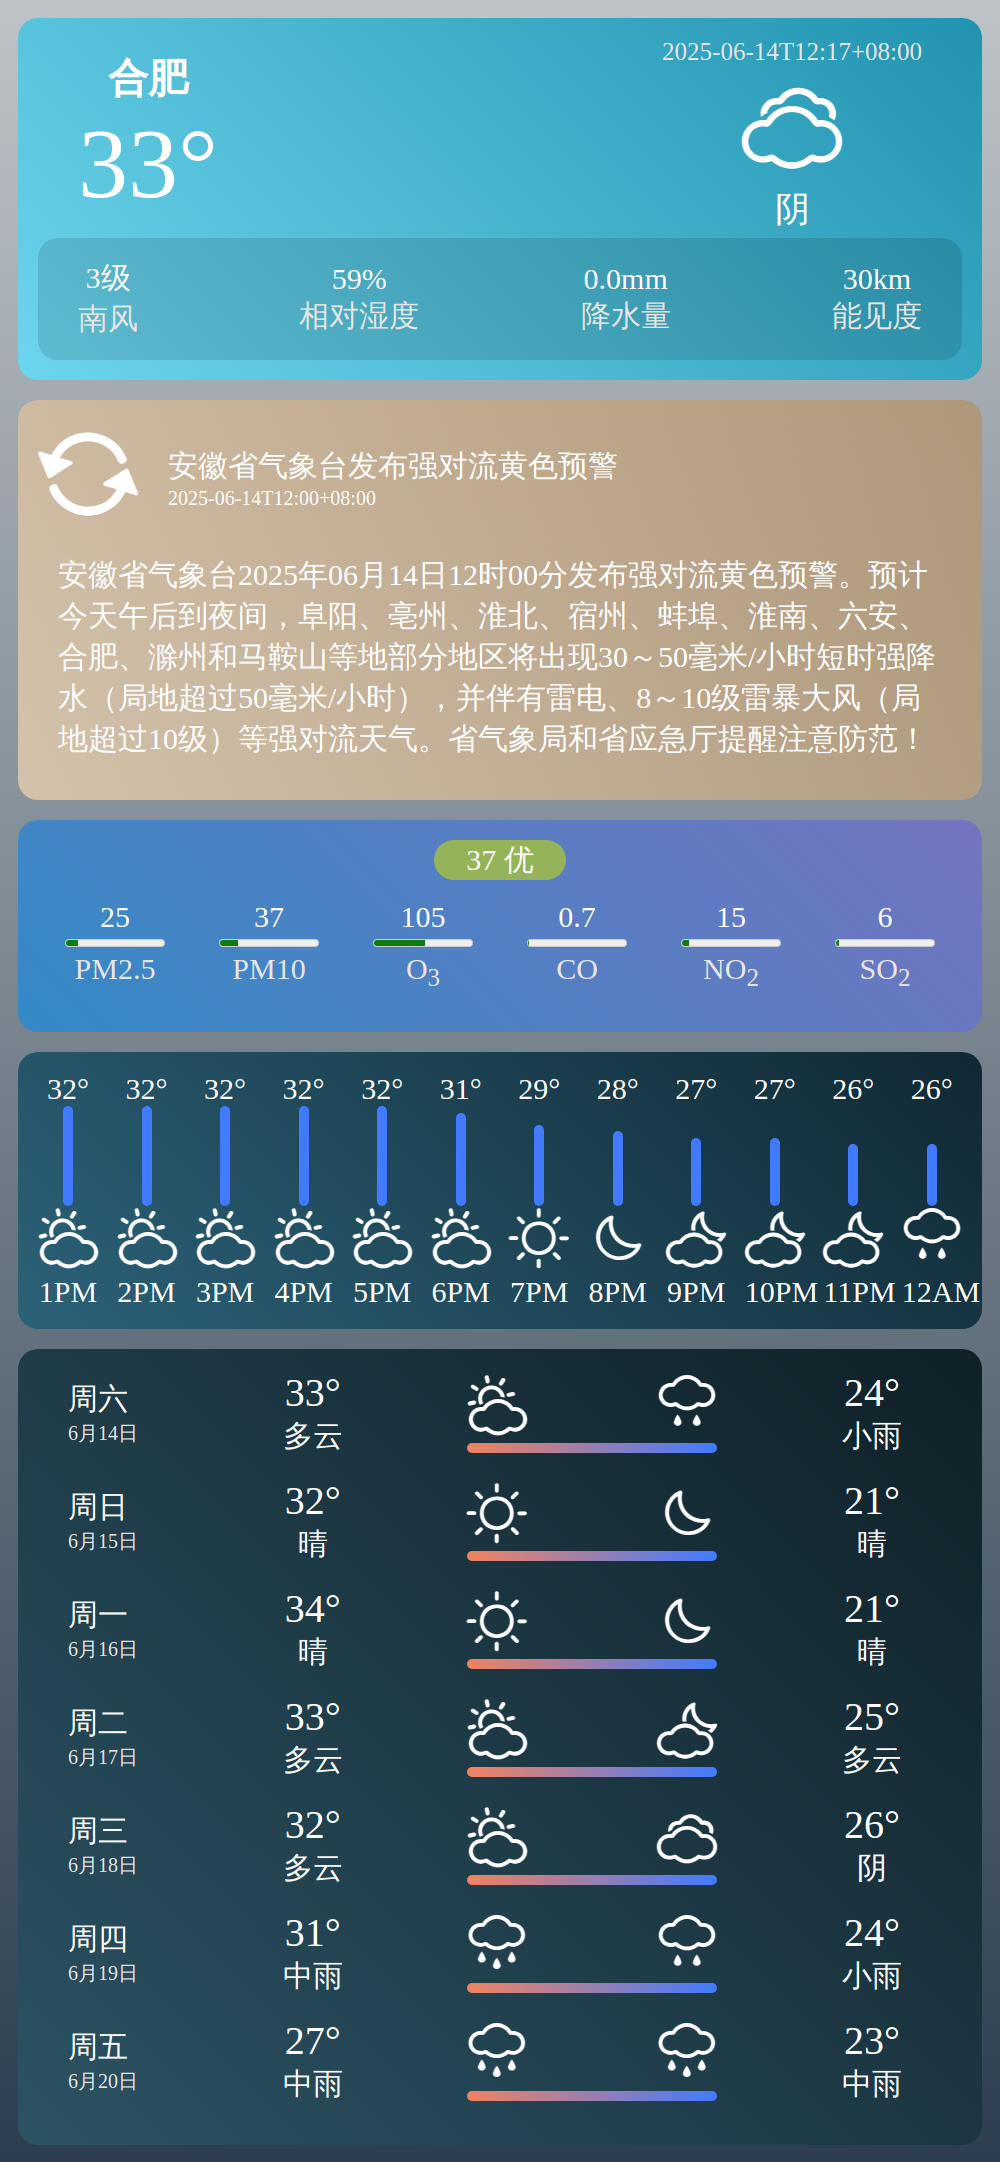 合肥
2025-06-14T12:17+08:00
33°
阴
3级 59% 0.0mm 30km
南风 相对湿度 降水量 能见度
安徽省气象台发布强对流黄色预警
2025-06-14T12:00+08:00
安徽省气象台2025年06月14日12时00分发布强对流黄色预警。预计
今天午后到夜间，阜阳、亳州、淮北、宿州、蚌埠、淮南、六安、
合肥、滁州和马鞍山等地部分地区将出现30～50毫米/小时短时强降
水（局地超过50毫米/小时），并伴有雷电、8～10级雷暴大风（局
地超过10级）等强对流天气。省气象局和省应急厅提醒注意防范！
37 优
25 37 105 0.7 15 6
PM2.5 PM10 O3 CO NO2 SO2
32° 32° 32° 32° 32° 31° 29° 28° 27° 27° 26° 26°
1PM 2PM 3PM 4PM 5PM 6PM 7PM 8PM 9PM 10PM 11PM 12AM
周六 33° 24°
6月14日 多云 小雨
周日 32° 21°
6月15日 晴 晴
周一 34° 21°
6月16日 晴 晴
周二 33° 25°
6月17日 多云 多云
周三 32° 26°
6月18日 多云 阴
周四 31° 24°
6月19日 中雨 小雨
周五 27° 23°
6月20日 中雨 中雨